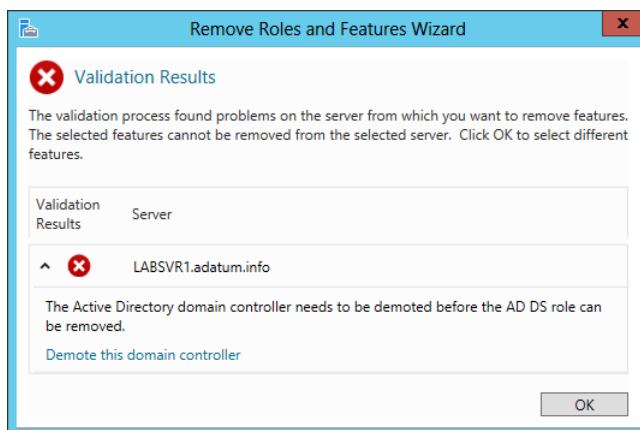 Remove Roles and Features Wizard
x
Validation Results
The validation process found problems on the server from which you want to remove features.
The selected features cannot be removed from the selected server. Click OK to select different
features.
Validation
Results
Server
LABSVR1.adatum.info
The Active Directory domain controller needs to be demoted before the AD DS role can
be removed.
Demote this domain controller
OK